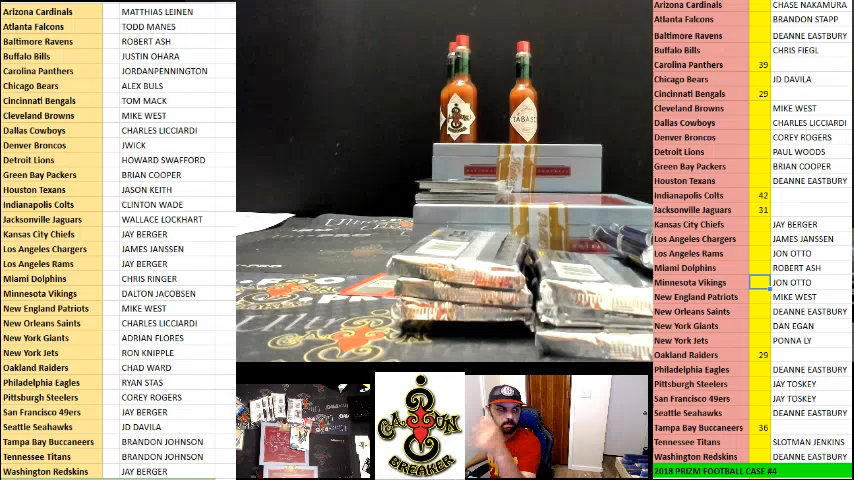 Arizona Cardinals MATTHIAS LEINEN
Atlanta Falcons TODD MANES
Baltimore Ravens ROBERT ASH
Buffalo Bills JUSTIN OHARA
Carolina Panthers JORDANPENNINGTON
Chicago Bears ALEX BULS
Cincinnati Bengals TOM MACK
Cleveland Browns MIKE WEST
Dallas Cowboys CHARLES LICCIARDI
Denver Broncos JWICK
Detroit Lions HOWARD SWAFFORD
Green Bay Packers BRIAN COOPER
Houston Texans JASON KEITH
Indianapolis Colts CLINTON WADE
Jacksonville Jaguars WALLACE LOCKHART
Kansas City Chiefs JAY BERGER
Los Angeles Chargers JAMES JANSSEN
Los Angeles Rams JAY BERGER
Miami Dolphins CHRIS RINGER
Minnesota Vikings DALTON JACOBSEN
New England Patriots MIKE WEST
New Orleans Saints CHARLES LICCIARDI
New York Giants ADRIAN FLORES
New York Jets RON KNIPPLE
Oakland Raiders CHAD WARD
Philadelphia Eagles RYAN STAS
Pittsburgh Steelers COREY ROGERS
San Francisco 49ers JAY BERGER
Seattle Seahawks JD DAVILA
Tampa Bay Buccaneers BRANDON JOHNSON
Tennessee Titans BRANDON JOHNSON
Washington Redskins JAY BERGER
TABASCO
CAJUN
BREAKER
Arizona Cardinals CHASE NAKAMURA
Atlanta Falcons BRANDON STAPP
Baltimore Ravens DEANNE EASTBURY
Buffalo Bills CHRIS FIEGL
Carolina Panthers 39
Chicago Bears JD DAVILA
Cincinnati Bengals 29
Cleveland Browns MIKE WEST
Dallas Cowboys CHARLES LICCIARDI
Denver Broncos COREY ROGERS
Detroit Lions PAUL WOODS
Green Bay Packers BRIAN COOPER
Houston Texans DEANNE EASTBURY
Indianapolis Colts 42
Jacksonville Jaguars 31
Kansas City Chiefs JAY BERGER
Los Angeles Chargers JAMES JANSSEN
Los Angeles Rams JON OTTO
Miami Dolphins ROBERT ASH
Minnesota Vikings JON OTTO
New England Patriots MIKE WEST
New Orleans Saints DEANNE EASTBURY
New York Giants DAN EGAN
New York Jets PONNA LY
Oakland Raiders 29
Philadelphia Eagles DEANNE EASTBURY
Pittsburgh Steelers JAY TOSKEY
San Francisco 49ers JAY TOSKEY
Seattle Seahawks DEANNE EASTBURY
Tampa Bay Buccaneers 36
Tennessee Titans SLOTMAN JENKINS
Washington Redskins DEANNE EASTBURY
2018 PRIZM FOOTBALL CASE #4